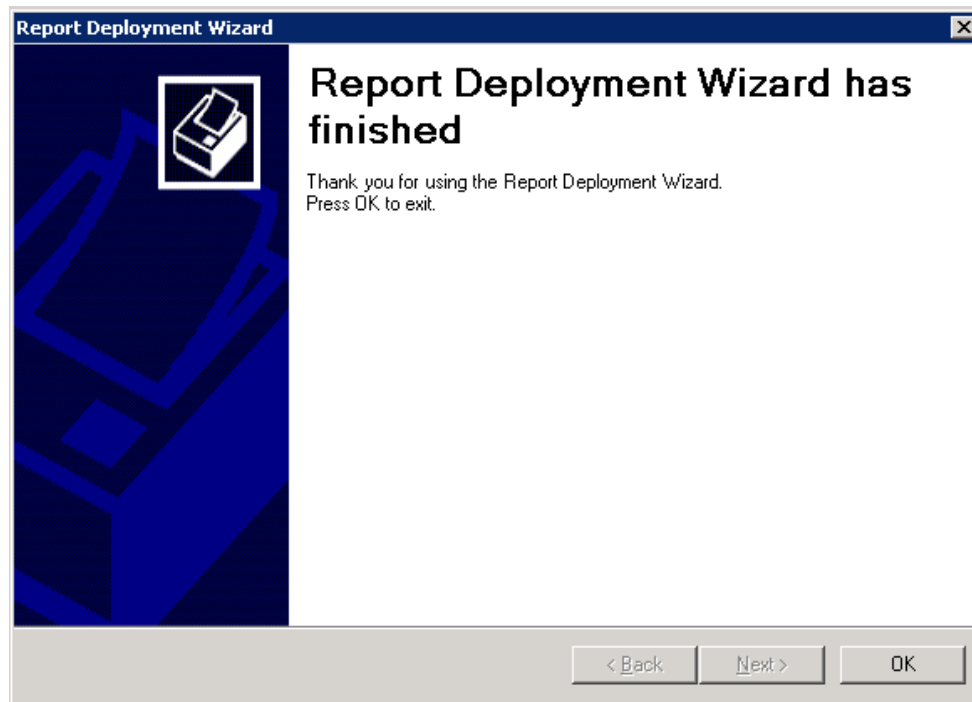 Report Deployment Wizard
Report Deployment Wizard has
finished
Thank you for using the Report Deployment Wizard.
Press OK to exit.
< Back
Next >
OK